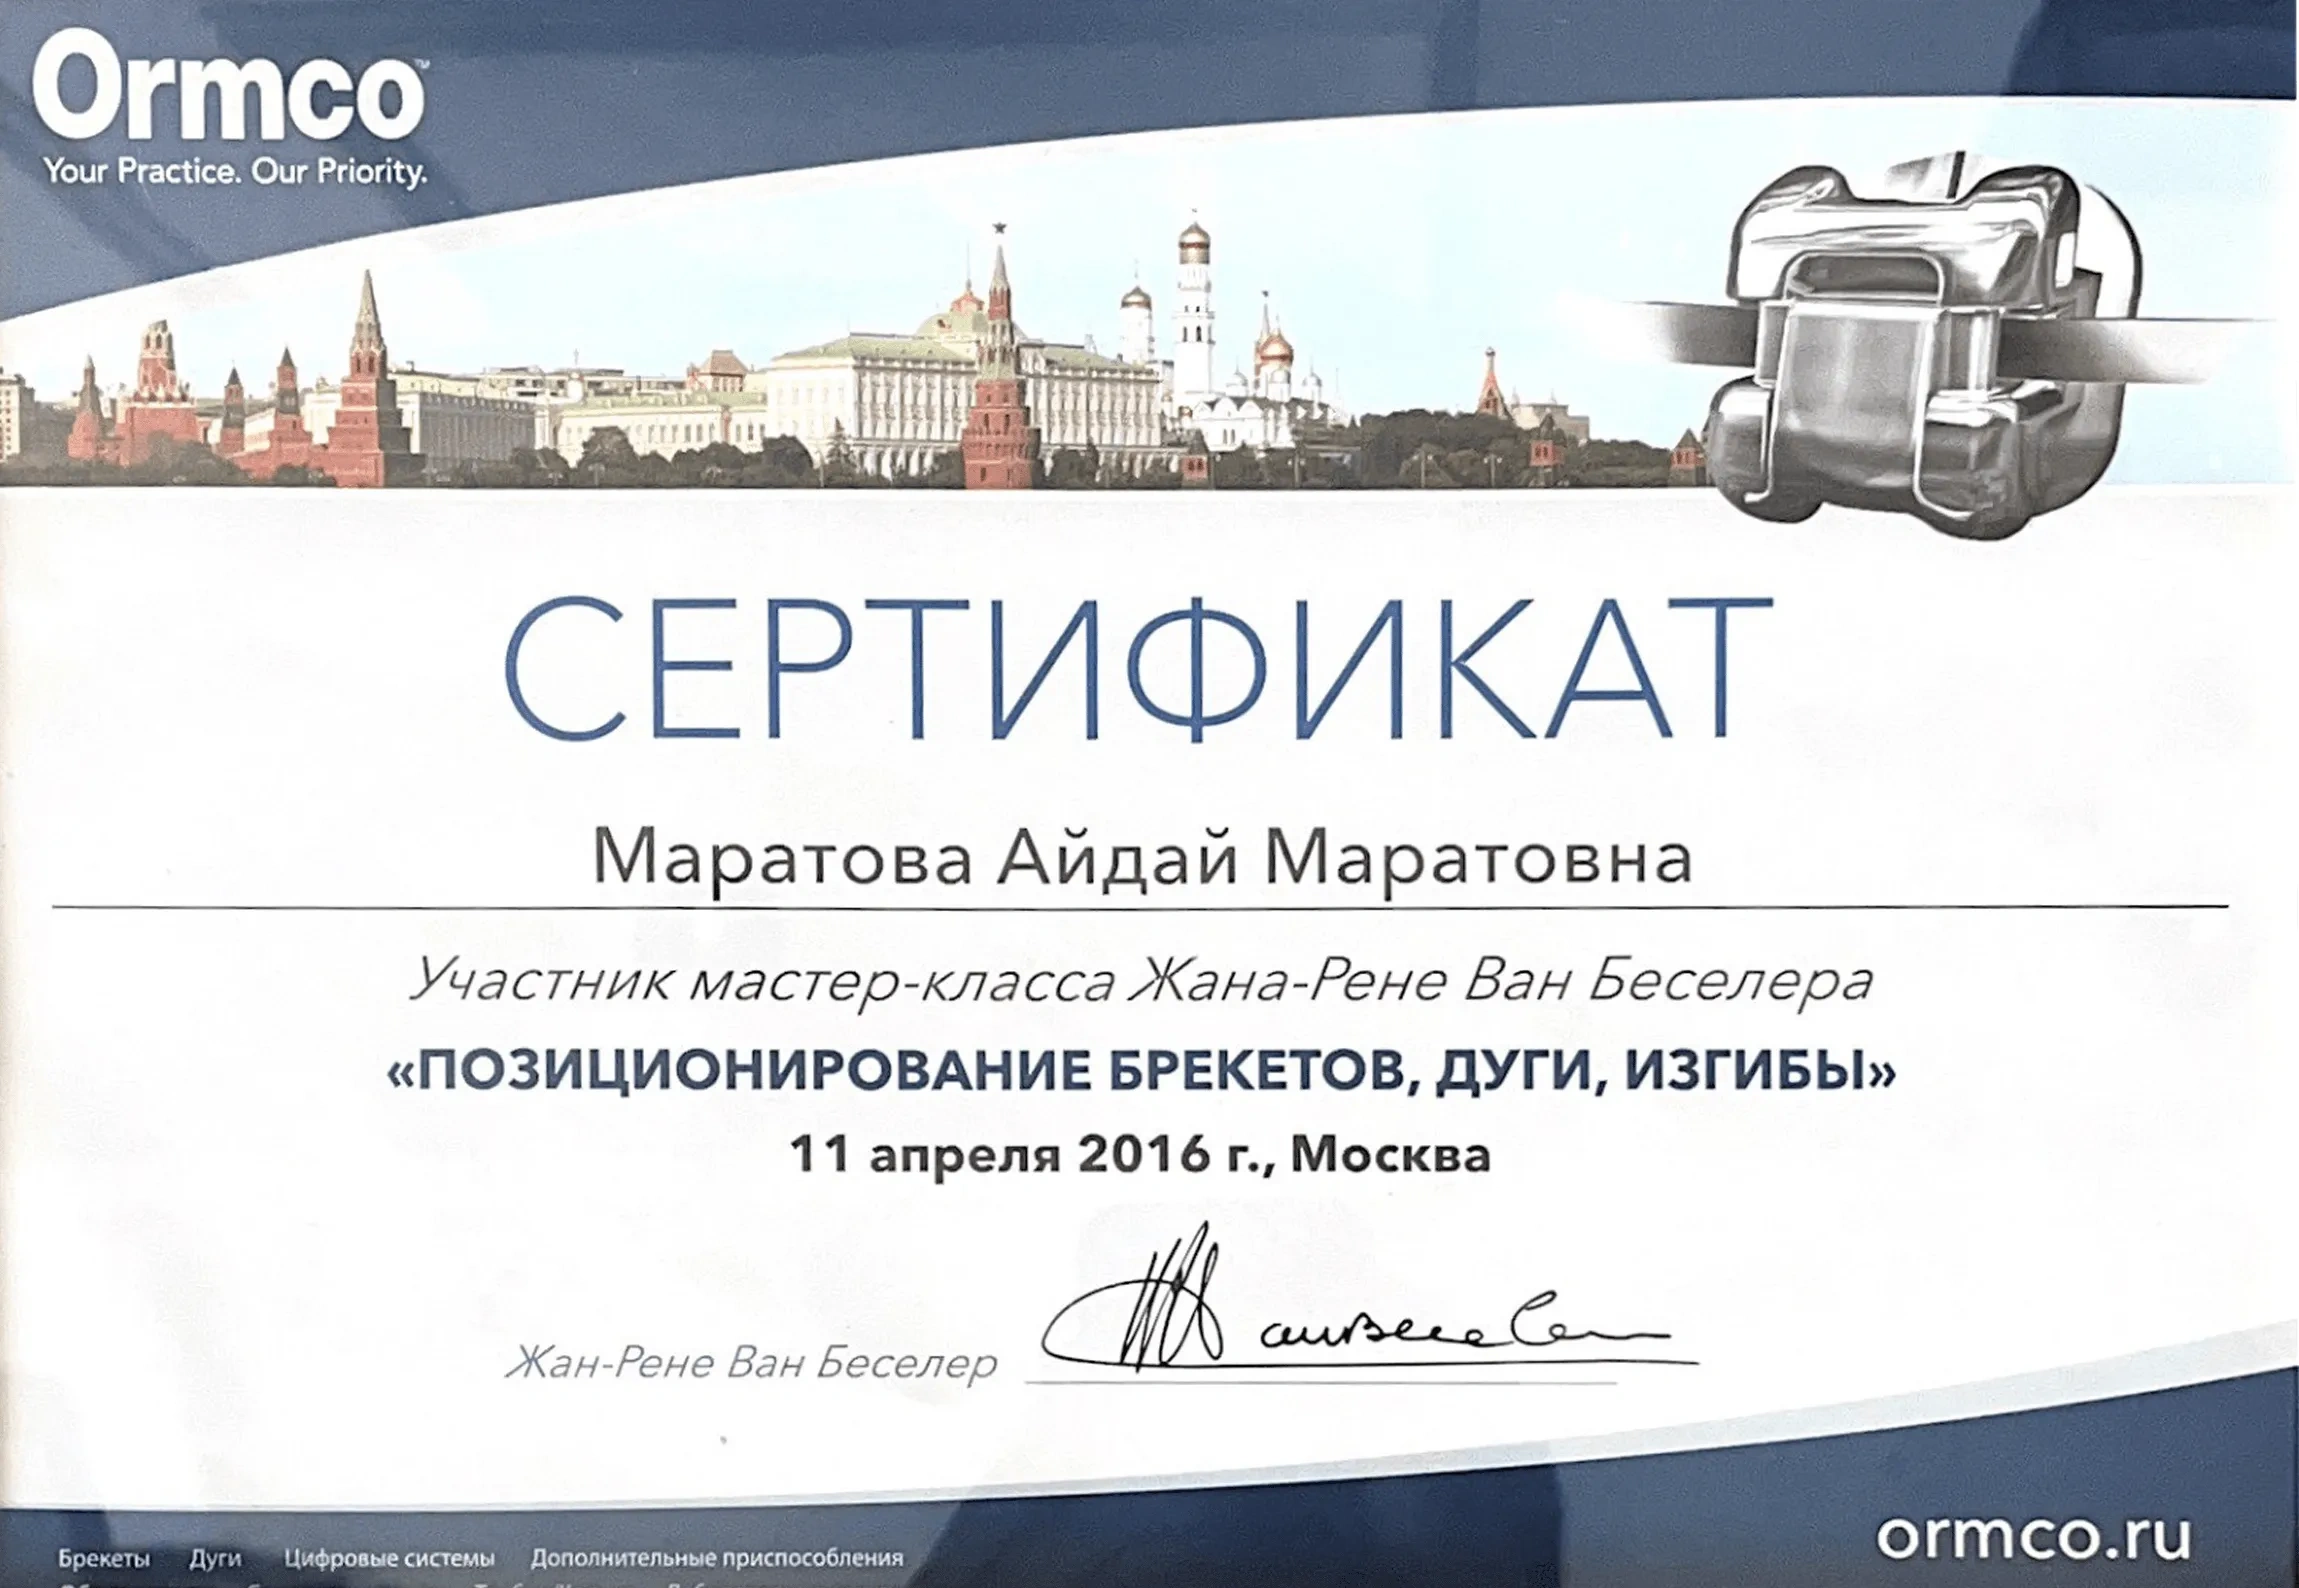 Ormco™
Your Practice. Our Priority.
СЕРТИФИКАТ
Маратова Айдай Маратовна
Участник мастер-класса Жана-Рене Ван Беселера
«ПОЗИЦИОНИРОВАНИЕ БРЕКЕТОВ, ДУГИ, ИЗГИБЫ»
11 апреля 2016 г., Москва
Жан-Рене Ван Беселер
ormco.ru
Брекеты Дуги Цифровые системы Дополнительные приспособления